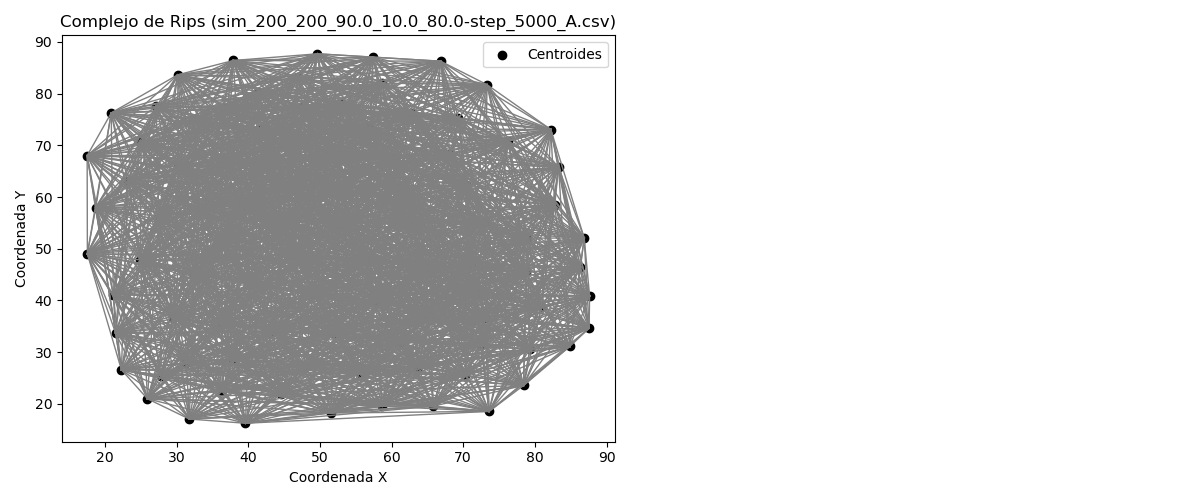 Complejo de Rips (sim_200_200_90.0_10.0_80.0-step_5000_A.csv)
Centroides
90
80
70
60
50
40
30
20
Coordenada Y
20 30 40 50 60 70 80 90
Coordenada X